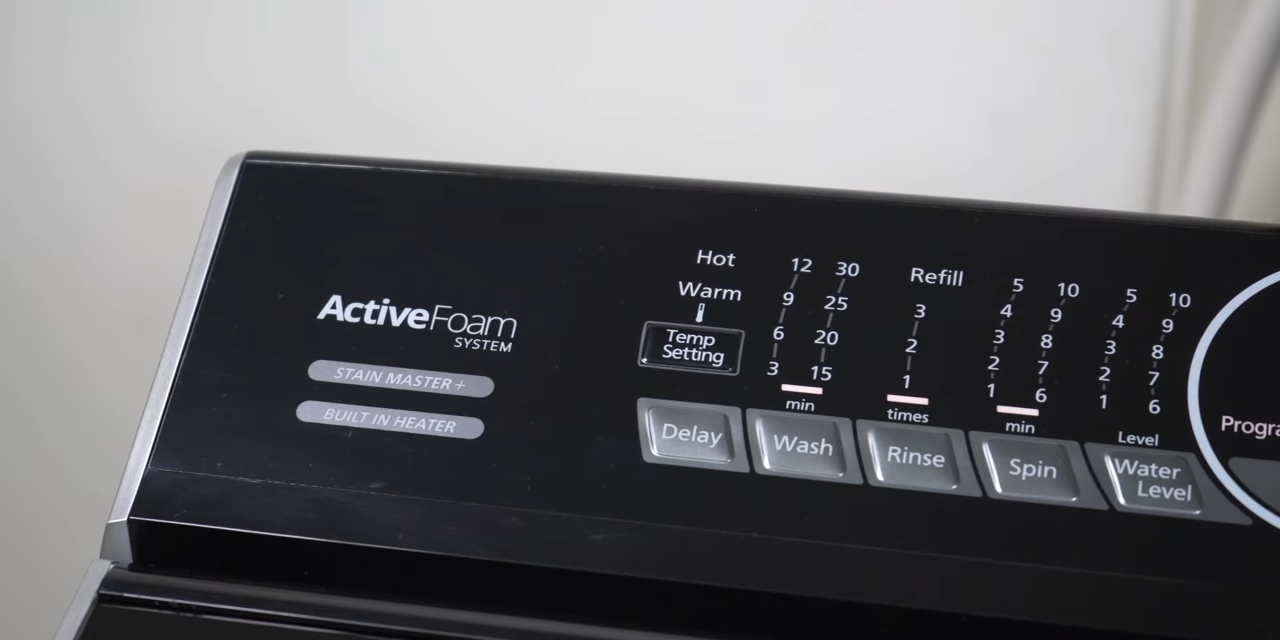 ActiveFoam
SYSTEM
STAIN MASTER+
BUILT IN HEATER
Hot
Warm
Temp
Setting
12 30
9 25
6 20
3 15
min
Refill
3
2
1
times
5 10
4 9
3 8
2 7
1 6
min
5 10
4 9
3 8
2 7
1 6
Level
Delay
Wash
Rinse
Spin
Water
Level